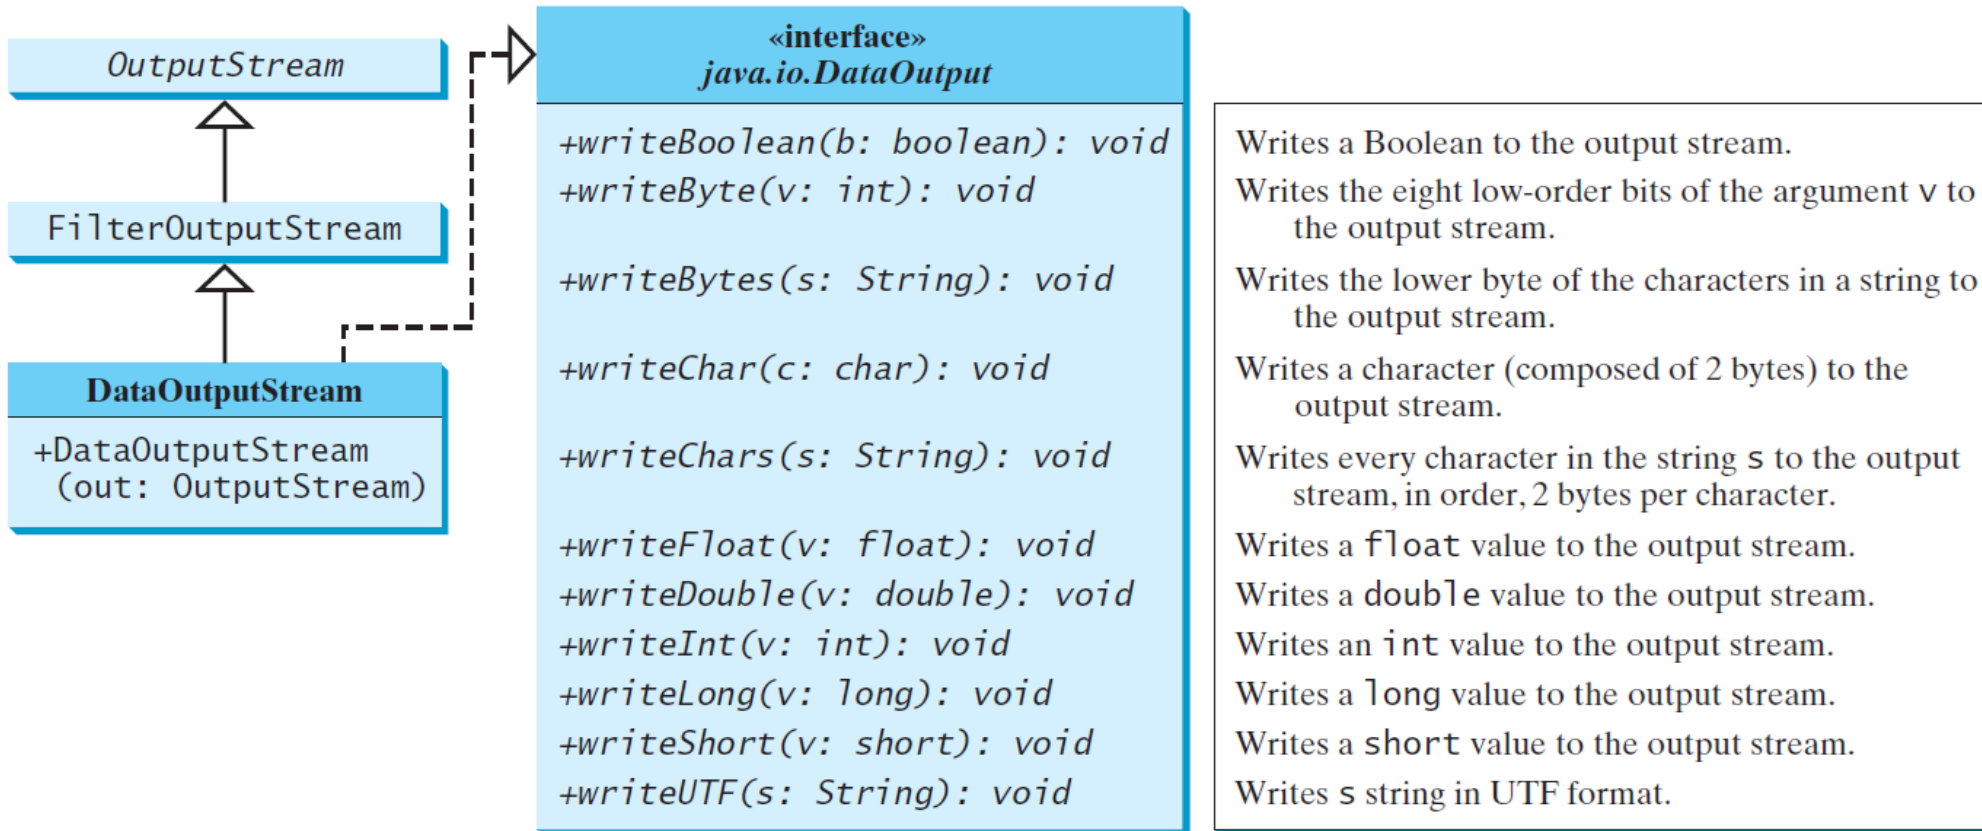 OutputStream
FilterOutputStream
DataOutputStream
+DataOutputStream
(out: OutputStream)
«interface»
java.io.DataOutput
+writeBoolean(b: boolean): void
+writeByte(v: int): void
+writeBytes(s: String): void
+writeChar(c: char): void
+writeChars(s: String): void
+writeFloat(v: float): void
+writeDouble(v: double): void
+writeInt(v: int): void
+writeLong(v: long): void
+writeShort(v: short): void
+writeUTF(s: String): void
Writes a Boolean to the output stream.
Writes the eight low-order bits of the argument v to
the output stream.
Writes the lower byte of the characters in a string to
the output stream.
Writes a character (composed of 2 bytes) to the
output stream.
Writes every character in the string s to the output
stream, in order, 2 bytes per character.
Writes a float value to the output stream.
Writes a double value to the output stream.
Writes an int value to the output stream.
Writes a long value to the output stream.
Writes a short value to the output stream.
Writes s string in UTF format.